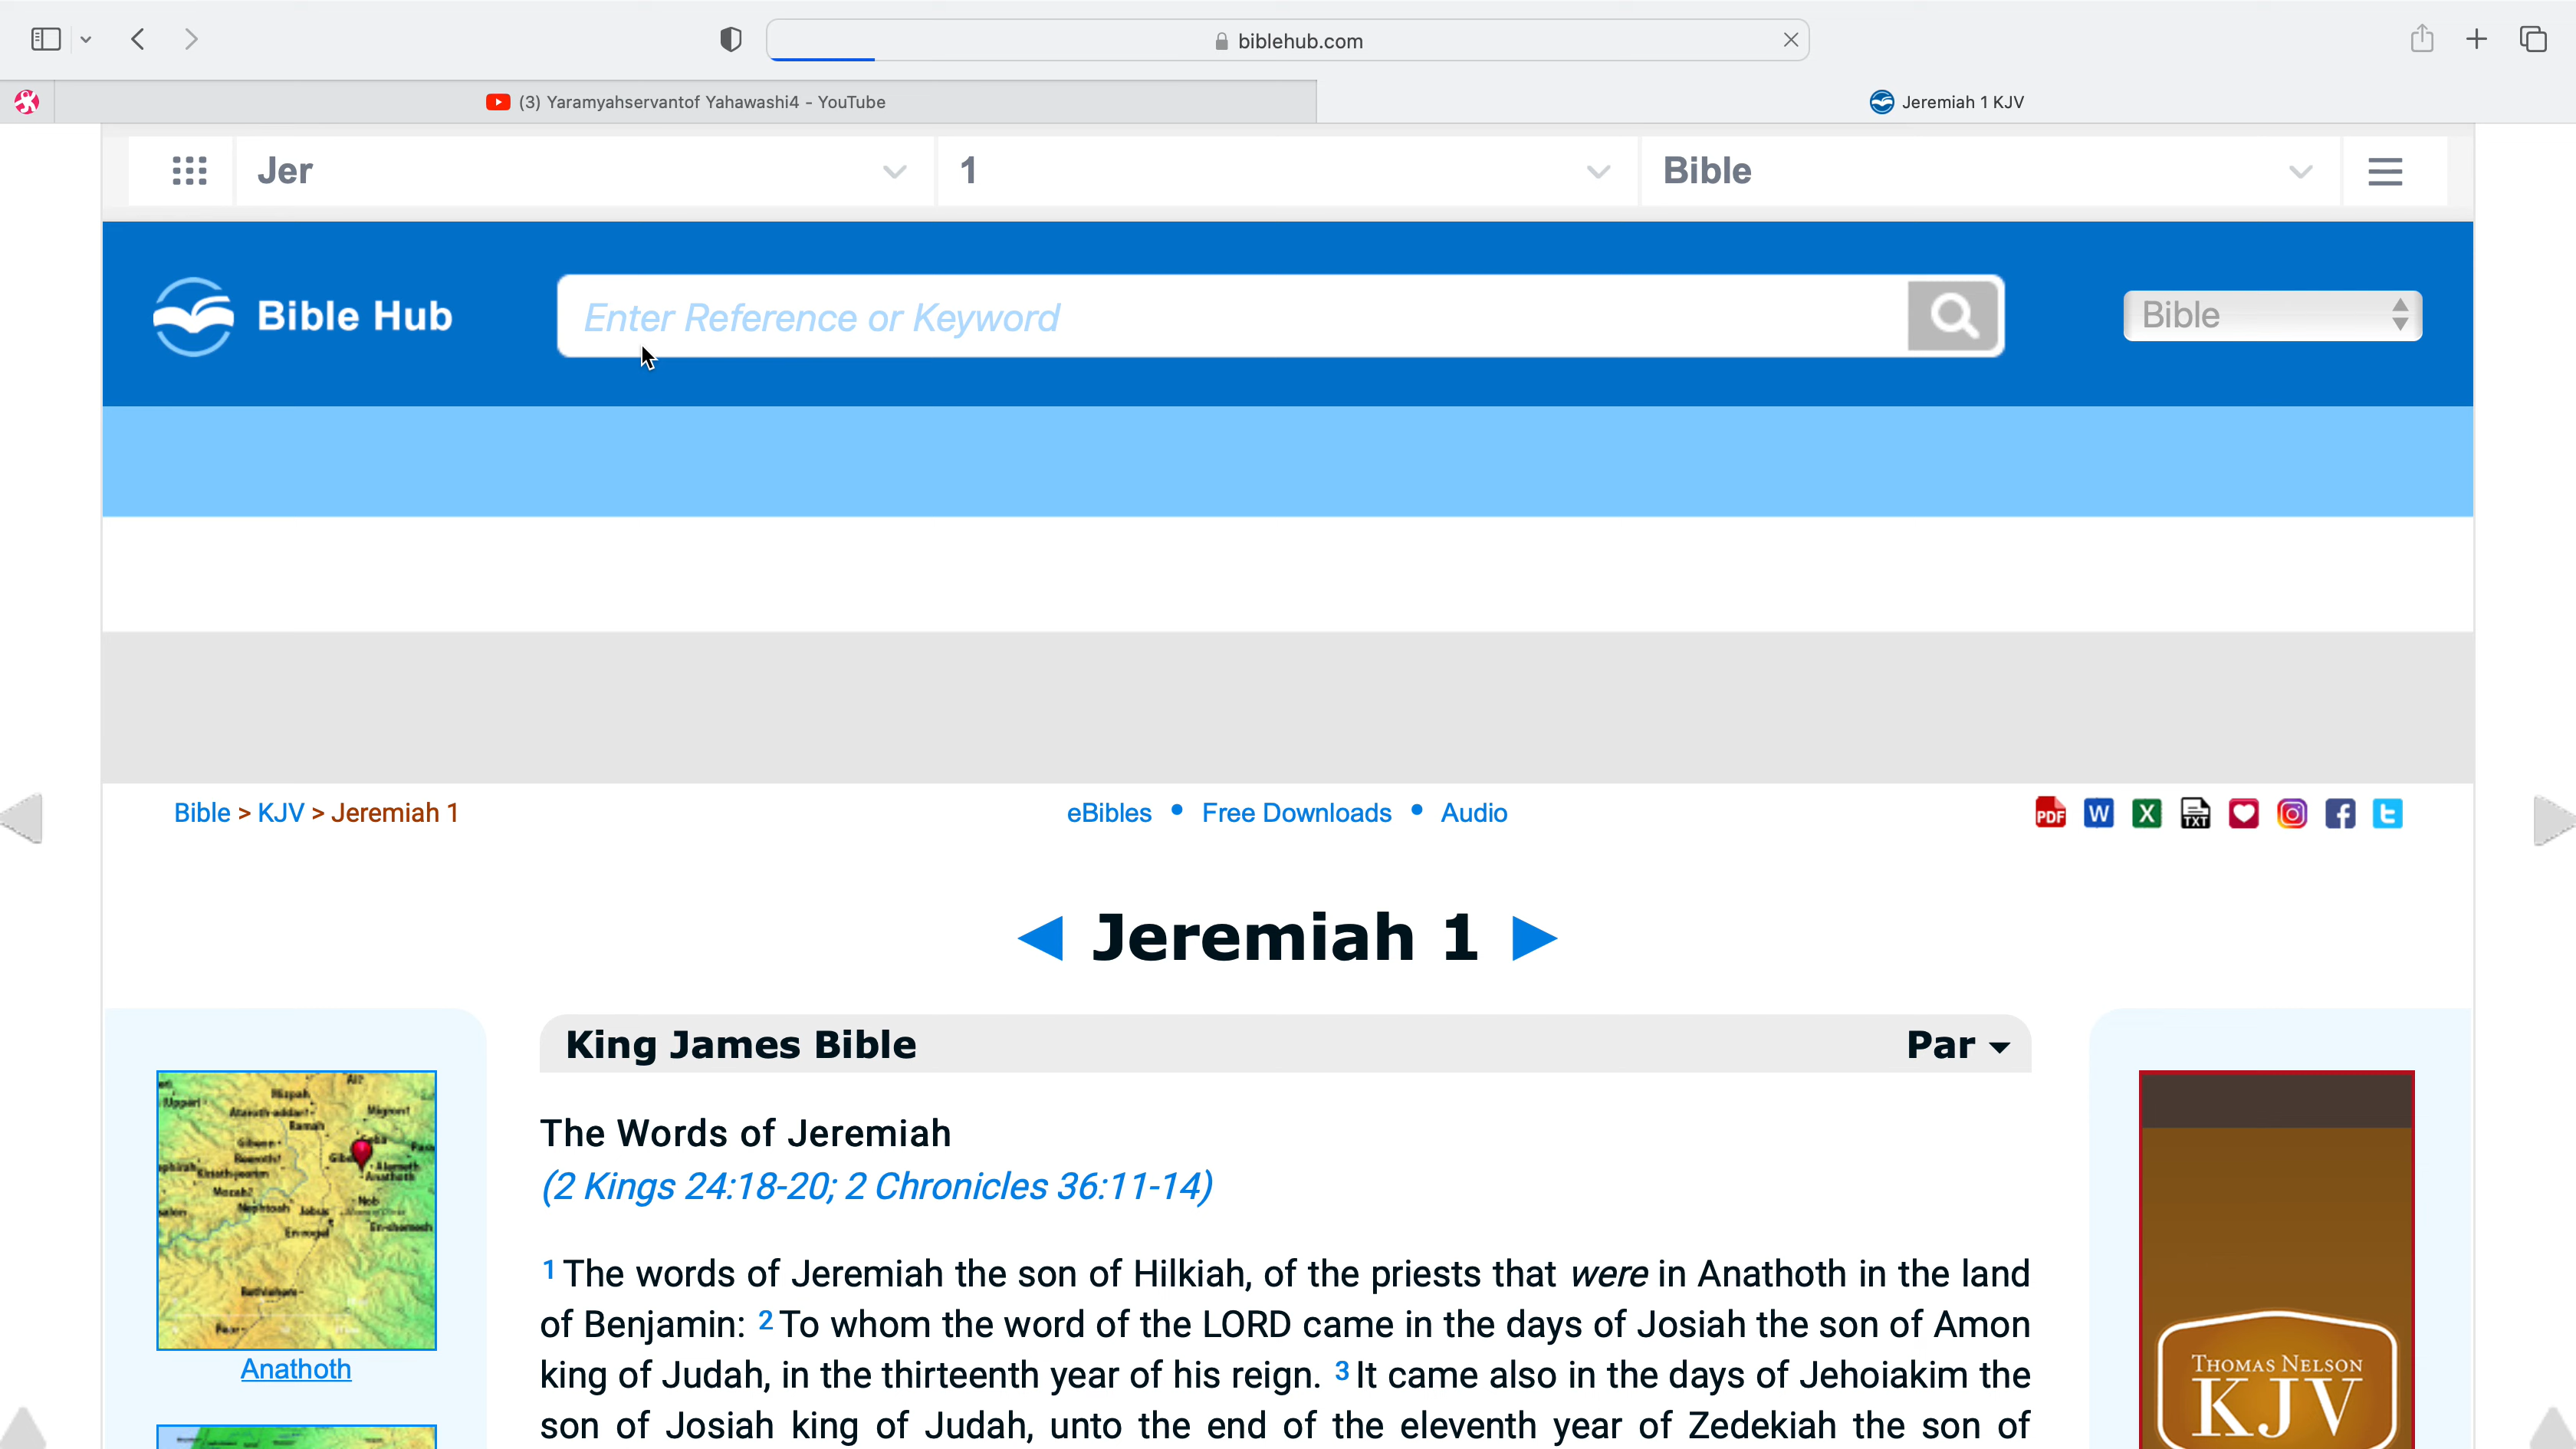 biblehub.com
(3) Yaramyahservantof Yahawashi4 - YouTube
Jeremiah 1 KJV
Jer
1
Bible
Bible Hub
Enter Reference or Keyword
Bible
Bible > KJV > Jeremiah 1
eBibles • Free Downloads • Audio
PDF
W
X
TXT
Jeremiah 1
King James Bible
Par
The Words of Jeremiah
(2 Kings 24:18-20; 2 Chronicles 36:11-14)
1 The words of Jeremiah the son of Hilkiah, of the priests that were in Anathoth in the land
of Benjamin: 2 To whom the word of the LORD came in the days of Josiah the son of Amon
king of Judah, in the thirteenth year of his reign. 3 It came also in the days of Jehoiakim the
son of Josiah king of Judah, unto the end of the eleventh year of Zedekiah the son of
Ramah
Nob
Anathoth
THOMAS NELSON
KJV